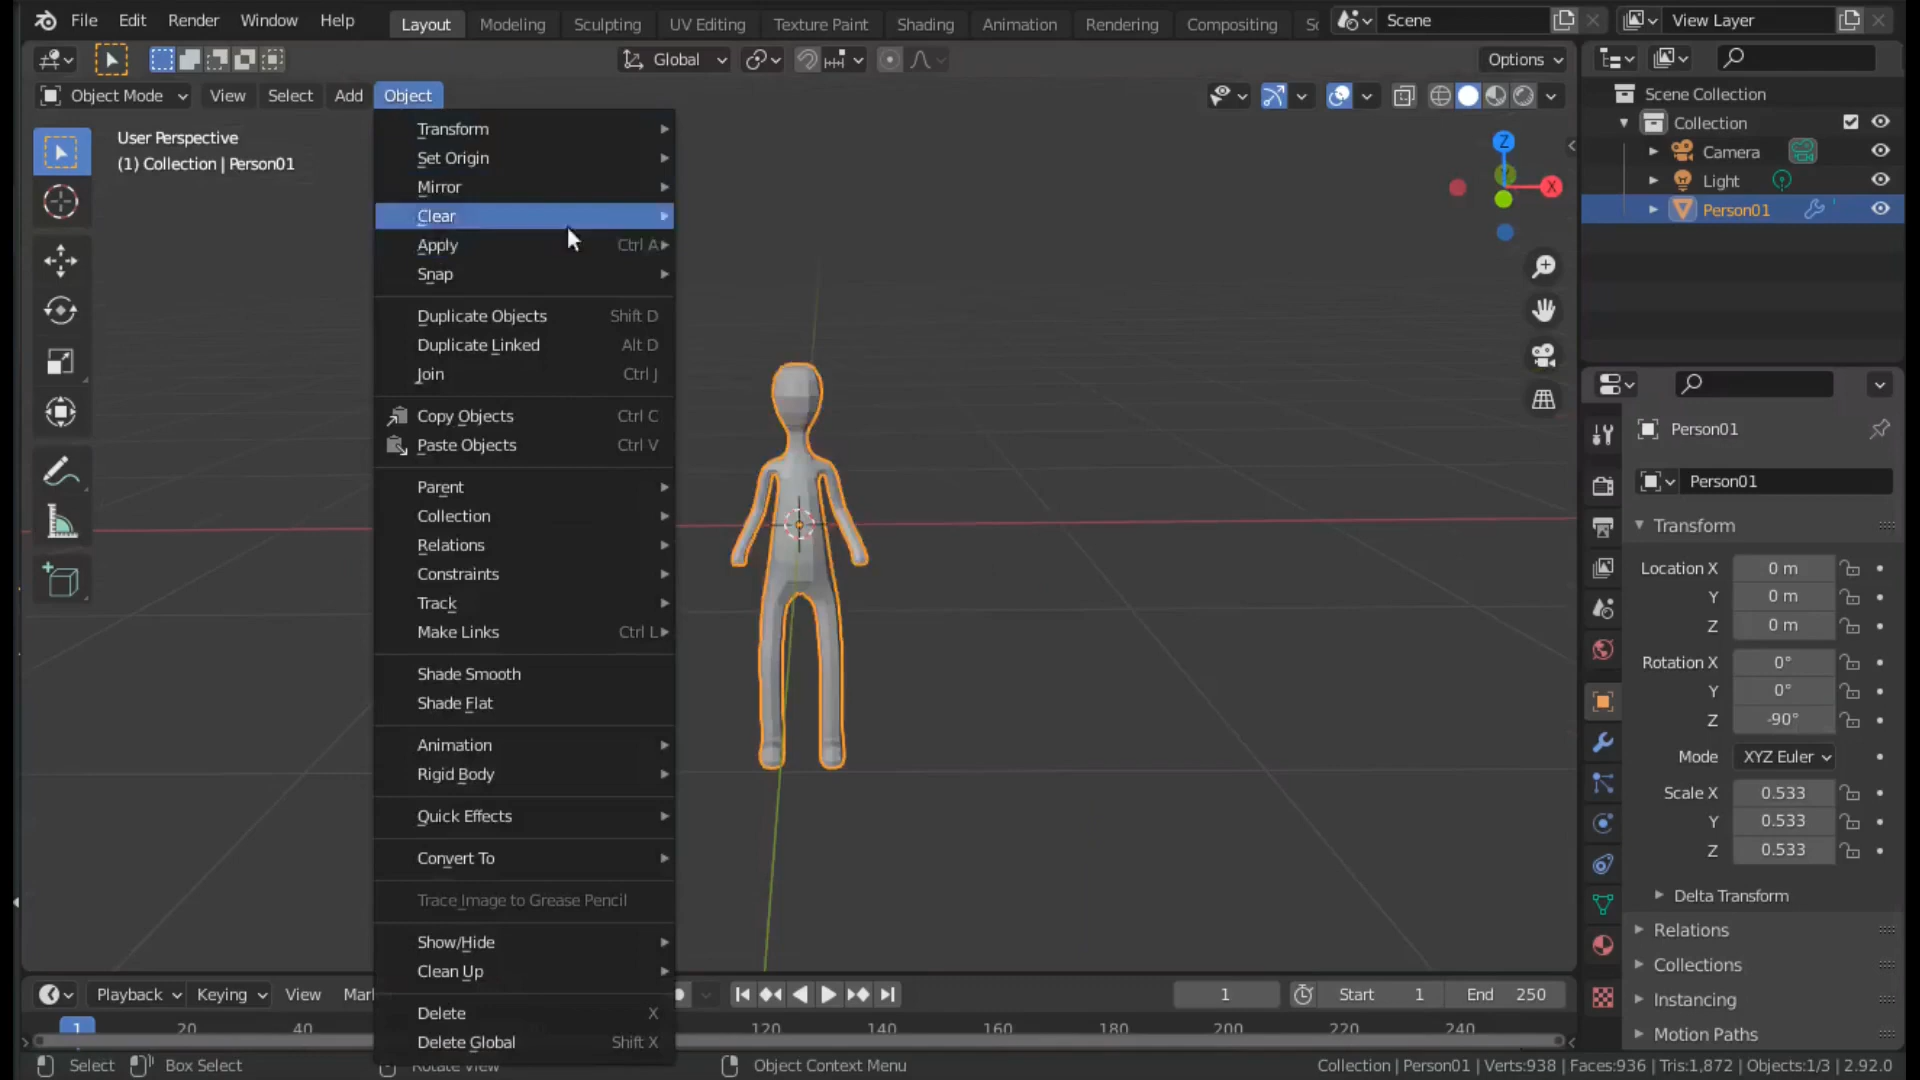 File Edit Render Window Help Layout Modeling Sculpting UV Editing Texture Paint Shading Animation Rendering Compositing Sc Scene View Layer
Global Options
Object Mode View Select Add Object
User Perspective
(1) Collection | Person01
Transform
Set Origin
Mirror
Clear
Apply Ctrl A
Snap
Duplicate Objects Shift D
Duplicate Linked Alt D
Join Ctrl J
Copy Objects Ctrl C
Paste Objects Ctrl V
Parent
Collection
Relations
Constraints
Track
Make Links Ctrl L
Shade Smooth
Shade Flat
Animation
Rigid Body
Quick Effects
Convert To
Trace Image to Grease Pencil
Show/Hide
Clean Up
Delete X
Delete Global Shift X
Z
X
Scene Collection
Collection
Camera
Light
Person01
Person01
Person01
Transform
Location X 0 m
Y 0 m
Z 0 m
Rotation X 0°
Y 0°
Z -90°
Mode XYZ Euler
Scale X 0.533
Y 0.533
Z 0.533
Delta Transform
Relations
Collections
Instancing
Motion Paths
Playback Keying View Mar 1 Start 1 End 250
1 20 40 120 140 160 180 200 220 240
Select Box Select Rotate View Object Context Menu Collection | Person01 | Verts:938 | Faces:936 | Tris:1,872 | Objects:1/3 | 2.92.0